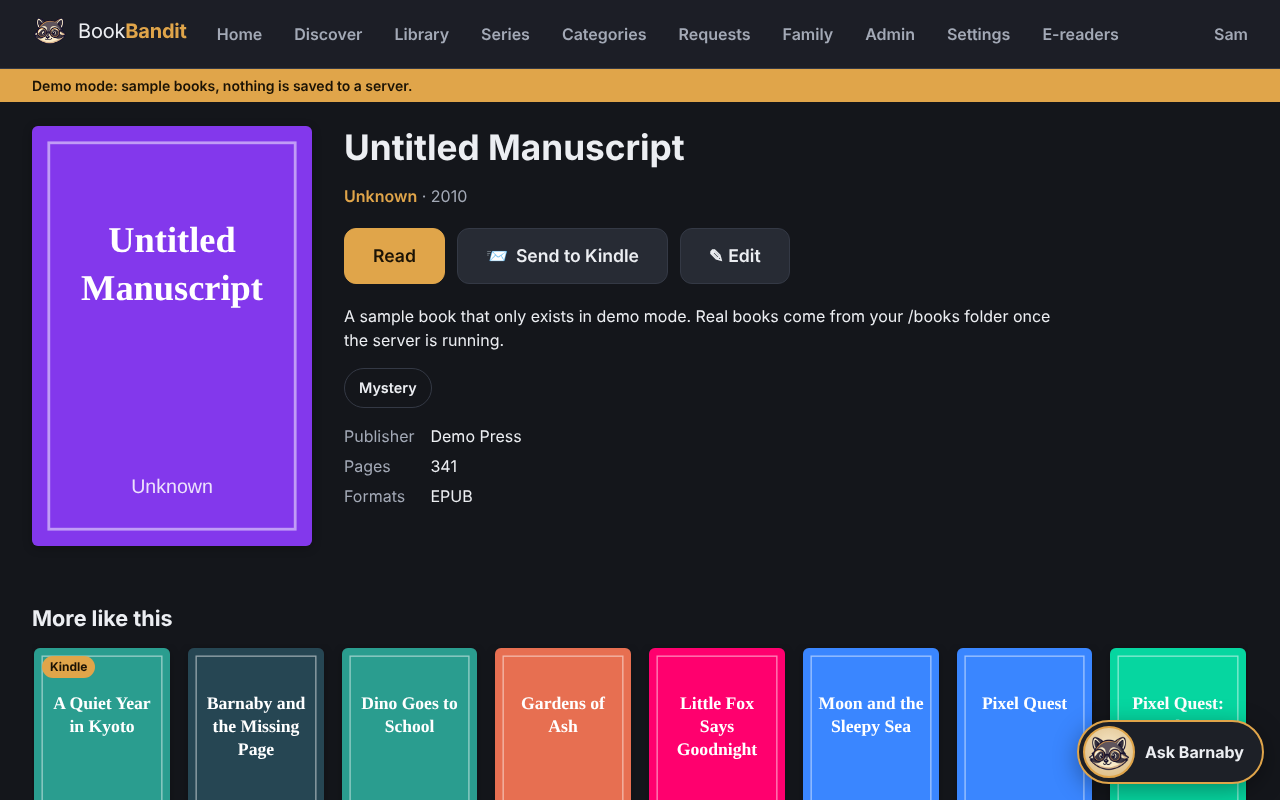 BookBandit
Home Discover Library Series Categories Requests Family Admin Settings E-readers Sam
Demo mode: sample books, nothing is saved to a server.
Untitled
Manuscript
Unknown
Untitled Manuscript
Unknown · 2010
Read
📨 Send to Kindle
✎ Edit
A sample book that only exists in demo mode. Real books come from your /books folder once
the server is running.
Mystery
Publisher Demo Press
Pages 341
Formats EPUB
More like this
Kindle
A Quiet Year
in Kyoto
Barnaby and
the Missing
Page
Dino Goes to
School
Gardens of
Ash
Little Fox
Says
Goodnight
Moon and the
Sleepy Sea
Pixel Quest
Pixel Quest:
Ask Barnaby